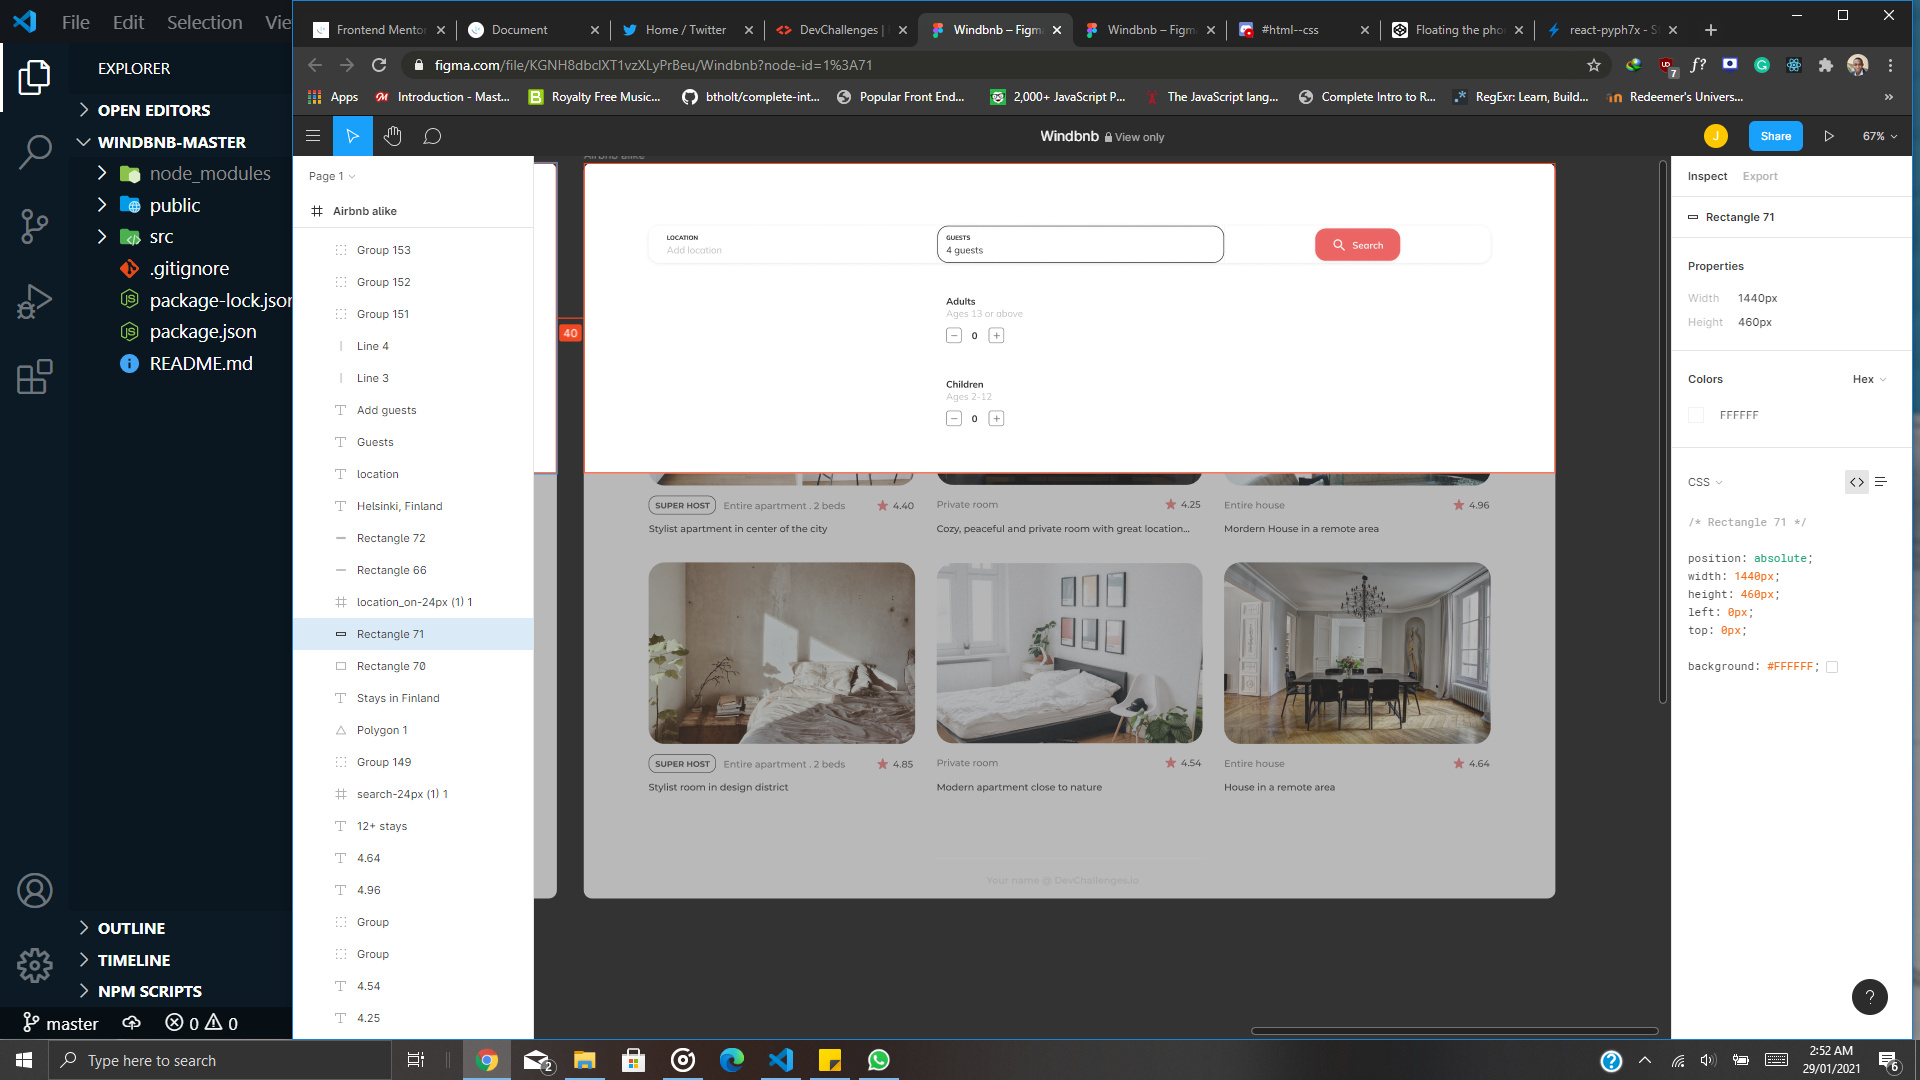 File Edit Selection Vie
EXPLORER
OPEN EDITORS
WINDBNB-MASTER
node_modules
public
src
.gitignore
package-lock.json
package.json
README.md
OUTLINE
TIMELINE
NPM SCRIPTS
master
0 0
Frontend Mento
Document
Home / Twitter
DevChallenges |
Windbnb – Figm
Windbnb – Figm
#html--css
Floating the pho
react-pyph7x - S
figma.com/file/KGNH8dbclXT1vzXLyPrBeu/Windbnb?node-id=1%3A71
7
f?
Apps
Introduction - Mast...
Royalty Free Music...
btholt/complete-int...
Popular Front End...
2,000+ JavaScript P...
The JavaScript lang...
Complete Intro to R...
RegExr: Learn, Build...
Redeemer's Univers...
»
Windbnb View only
J
Share
67%
Page 1
Airbnb alike
Group 153
Group 152
Group 151
Line 4
Line 3
Add guests
Guests
location
Helsinki, Finland
Rectangle 72
Rectangle 66
location_on-24px (1) 1
Rectangle 71
Rectangle 70
Stays in Finland
Polygon 1
Group 149
search-24px (1) 1
12+ stays
4.64
4.96
Group
Group
4.54
4.25
Airbnb alike
40
LOCATION
Add location
GUESTS
4 guests
Search
Adults
Ages 13 or above
0
Children
Ages 2-12
0
SUPER HOST Entire apartment . 2 beds 4.40
Stylist apartment in center of the city
Private room 4.25
Cozy, peaceful and private room with great location...
Entire house 4.96
Mordern House in a remote area
SUPER HOST Entire apartment . 2 beds 4.85
Stylist room in design district
Private room 4.54
Modern apartment close to nature
Entire house 4.64
House in a remote area
Your name @ DevChallenges.io
Inspect Export
Rectangle 71
Properties
Width 1440px
Height 460px
Colors Hex
FFFFFF
CSS
/* Rectangle 71 */
position: absolute;
width: 1440px;
height: 460px;
left: 0px;
top: 0px;
background: #FFFFFF;
?
Type here to search
2
2:52 AM
29/01/2021
6